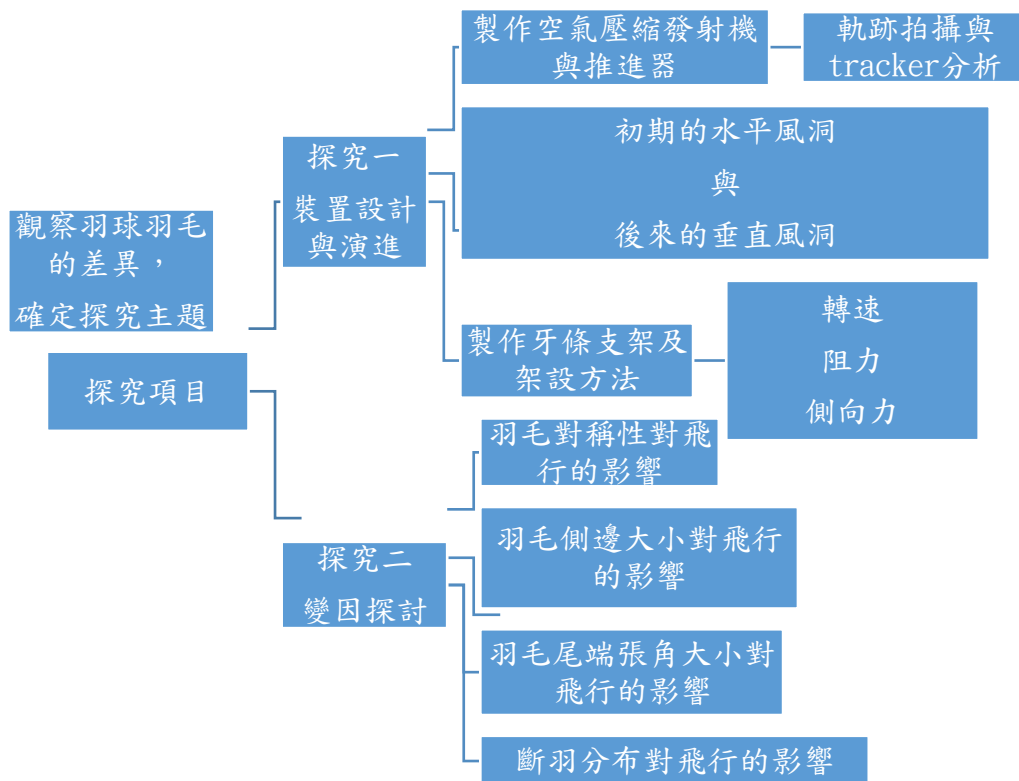 觀察羽球羽毛
的差異，
確定探究主題
探究項目
探究一
裝置設計
與演進
製作空氣壓縮發射機
與推進器
軌跡拍攝與
tracker分析
初期的水平風洞
與
後來的垂直風洞
製作牙條支架及
架設方法
轉速
阻力
側向力
探究二
變因探討
羽毛對稱性對飛
行的影響
羽毛側邊大小對飛行
的影響
羽毛尾端張角大小對
飛行的影響
斷羽分布對飛行的影響